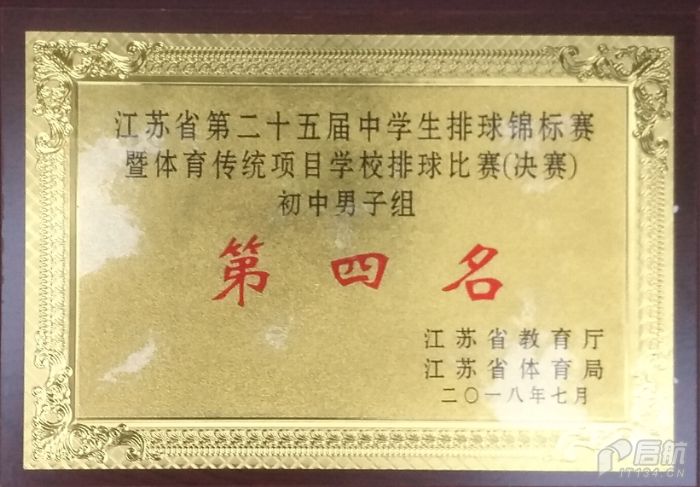 江苏省第二十五届中学生排球锦标赛
暨体育传统项目学校排球比赛(决赛)
初中男子组
第四名
江苏省教育厅
江苏省体育局
二〇一八年七月
启航
17134.CN